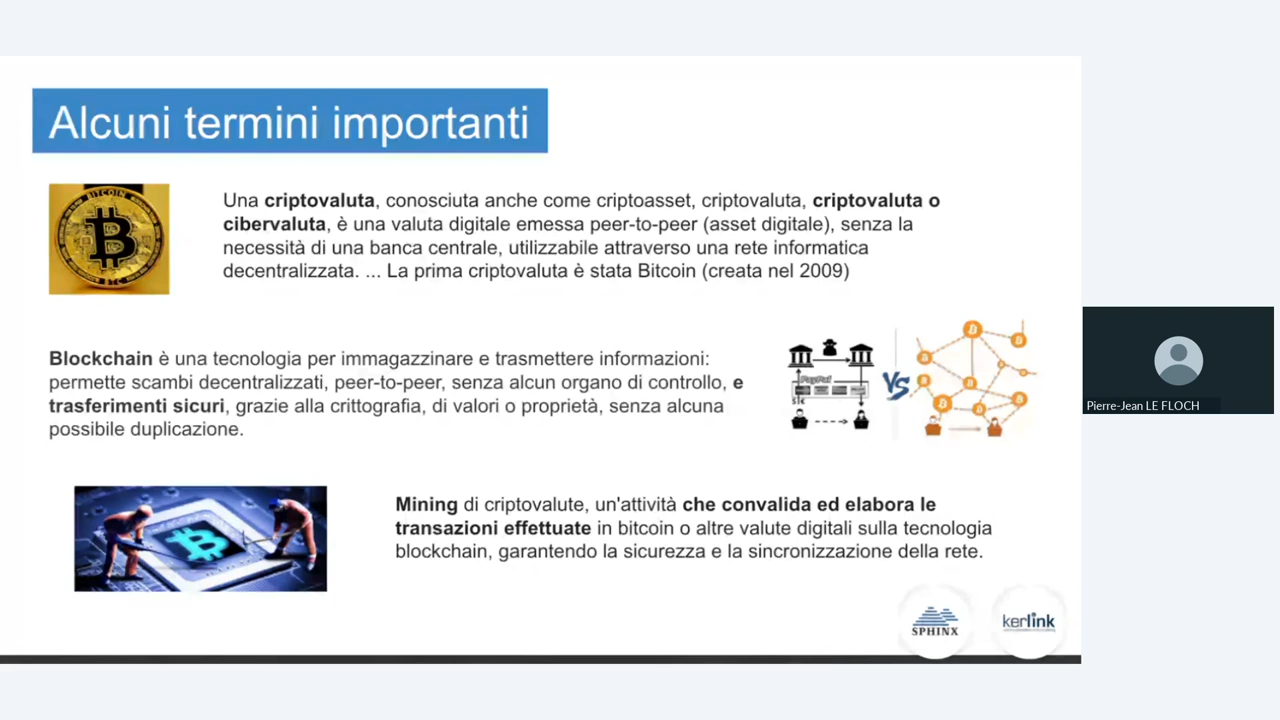 Alcuni termini importanti
BITCOIN
BTC
Una criptovaluta, conosciuta anche come criptoasset, criptovaluta, criptovaluta o
cibervaluta, è una valuta digitale emessa peer-to-peer (asset digitale), senza la
necessità di una banca centrale, utilizzabile attraverso una rete informatica
decentralizzata. ... La prima criptovaluta è stata Bitcoin (creata nel 2009)
Blockchain è una tecnologia per immagazzinare e trasmettere informazioni:
permette scambi decentralizzati, peer-to-peer, senza alcun organo di controllo, e
trasferimenti sicuri, grazie alla crittografia, di valori o proprietà, senza alcuna
possibile duplicazione.
PayPal
VS
Pierre-Jean LE FLOCH
Mining di criptovalute, un'attività che convalida ed elabora le
transazioni effettuate in bitcoin o altre valute digitali sulla tecnologia
blockchain, garantendo la sicurezza e la sincronizzazione della rete.
SPHINX
kerlink